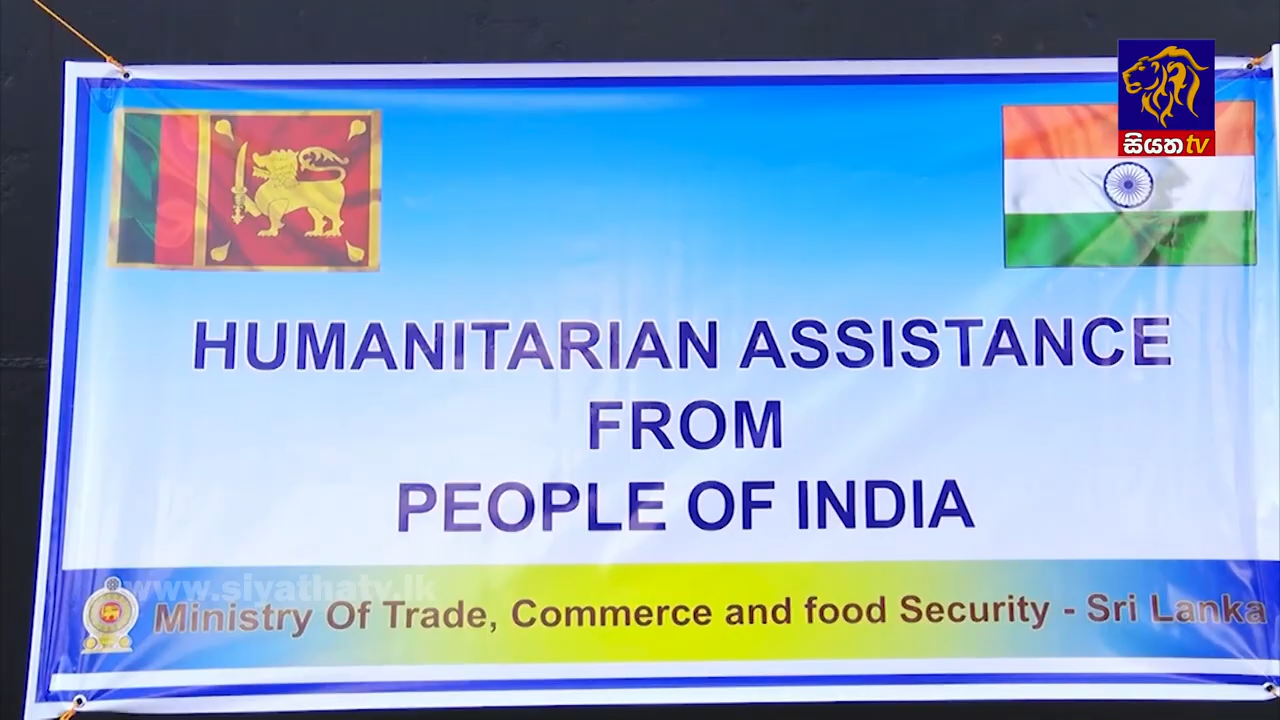 සියත tv
HUMANITARIAN ASSISTANCE
FROM
PEOPLE OF INDIA
www.siyathatv.lk
Ministry Of Trade, Commerce and food Security - Sri Lanka